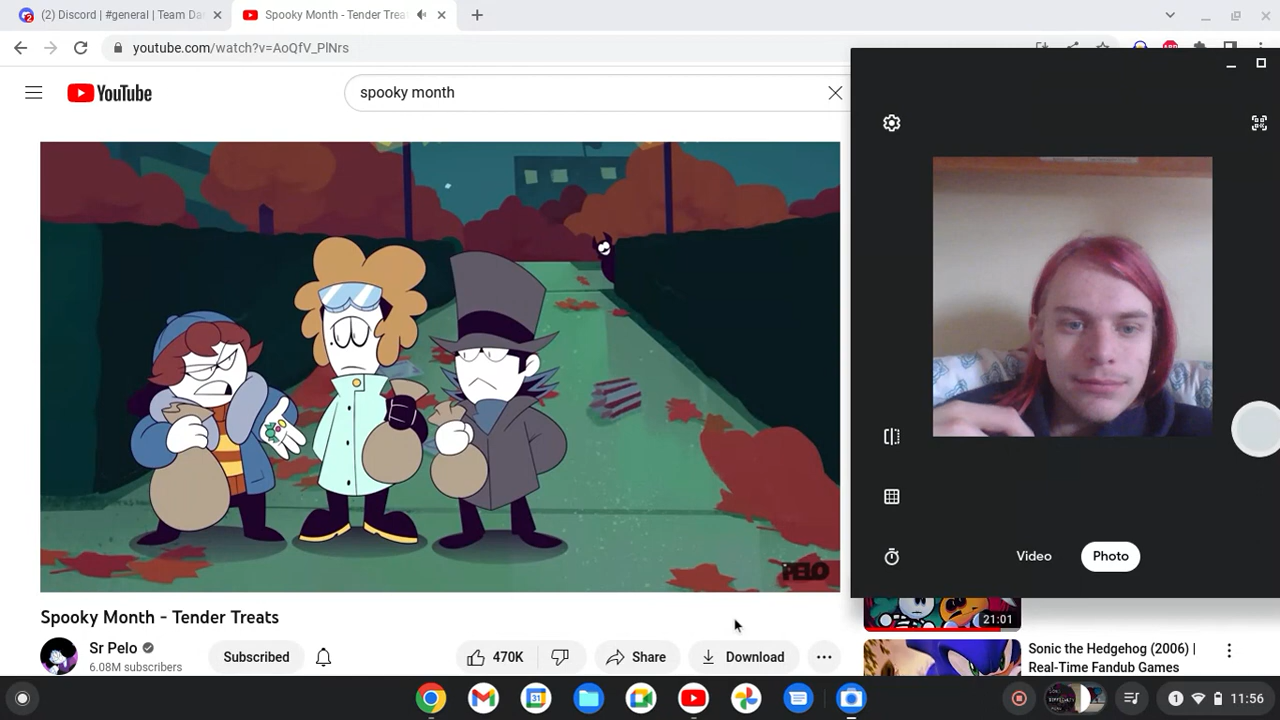 (2) Discord | #general | Team Da
Spooky Month - Tender Trea
youtube.com/watch?v=AoQfV_PlNrs
YouTube
spooky month
PELO
Video
Photo
Spooky Month - Tender Treats
Sr Pelo
6.08M subscribers
Subscribed
470K
Share
Download
21:01
Sonic the Hedgehog (2006) |
Real-Time Fandub Games
31
1
11:56